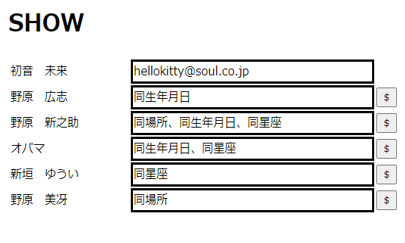 SHOW
初音　未来 hellokitty@soul.co.jp
野原　広志 同生年月日 $
野原　新之助 同場所、同生年月日、同星座 $
オバマ 同生年月日、同星座 $
新垣　ゆうい 同星座 $
野原　美冴 同場所 $